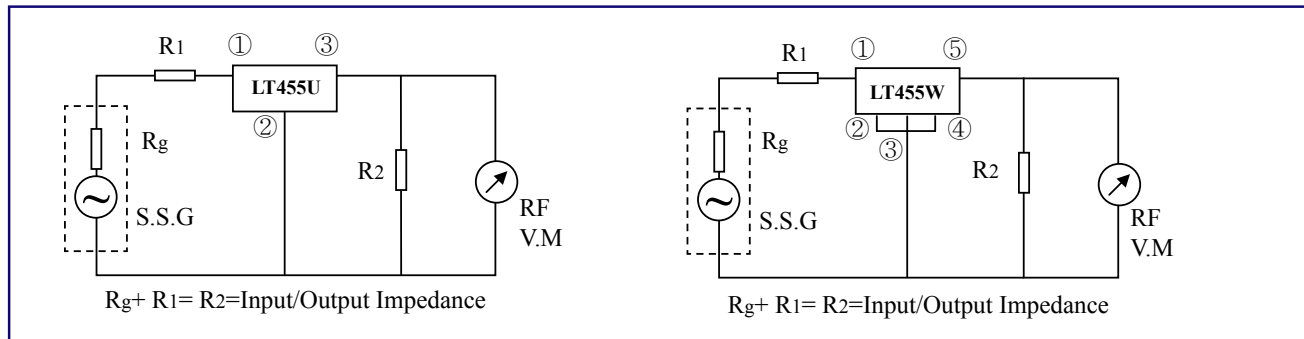 R1
①
③
LT455U
②
Rg
S.S.G
R2
RF
V.M
Rg+ R1= R2=Input/Output Impedance
R1
①
⑤
LT455W
②
③
④
Rg
S.S.G
R2
RF
V.M
Rg+ R1= R2=Input/Output Impedance